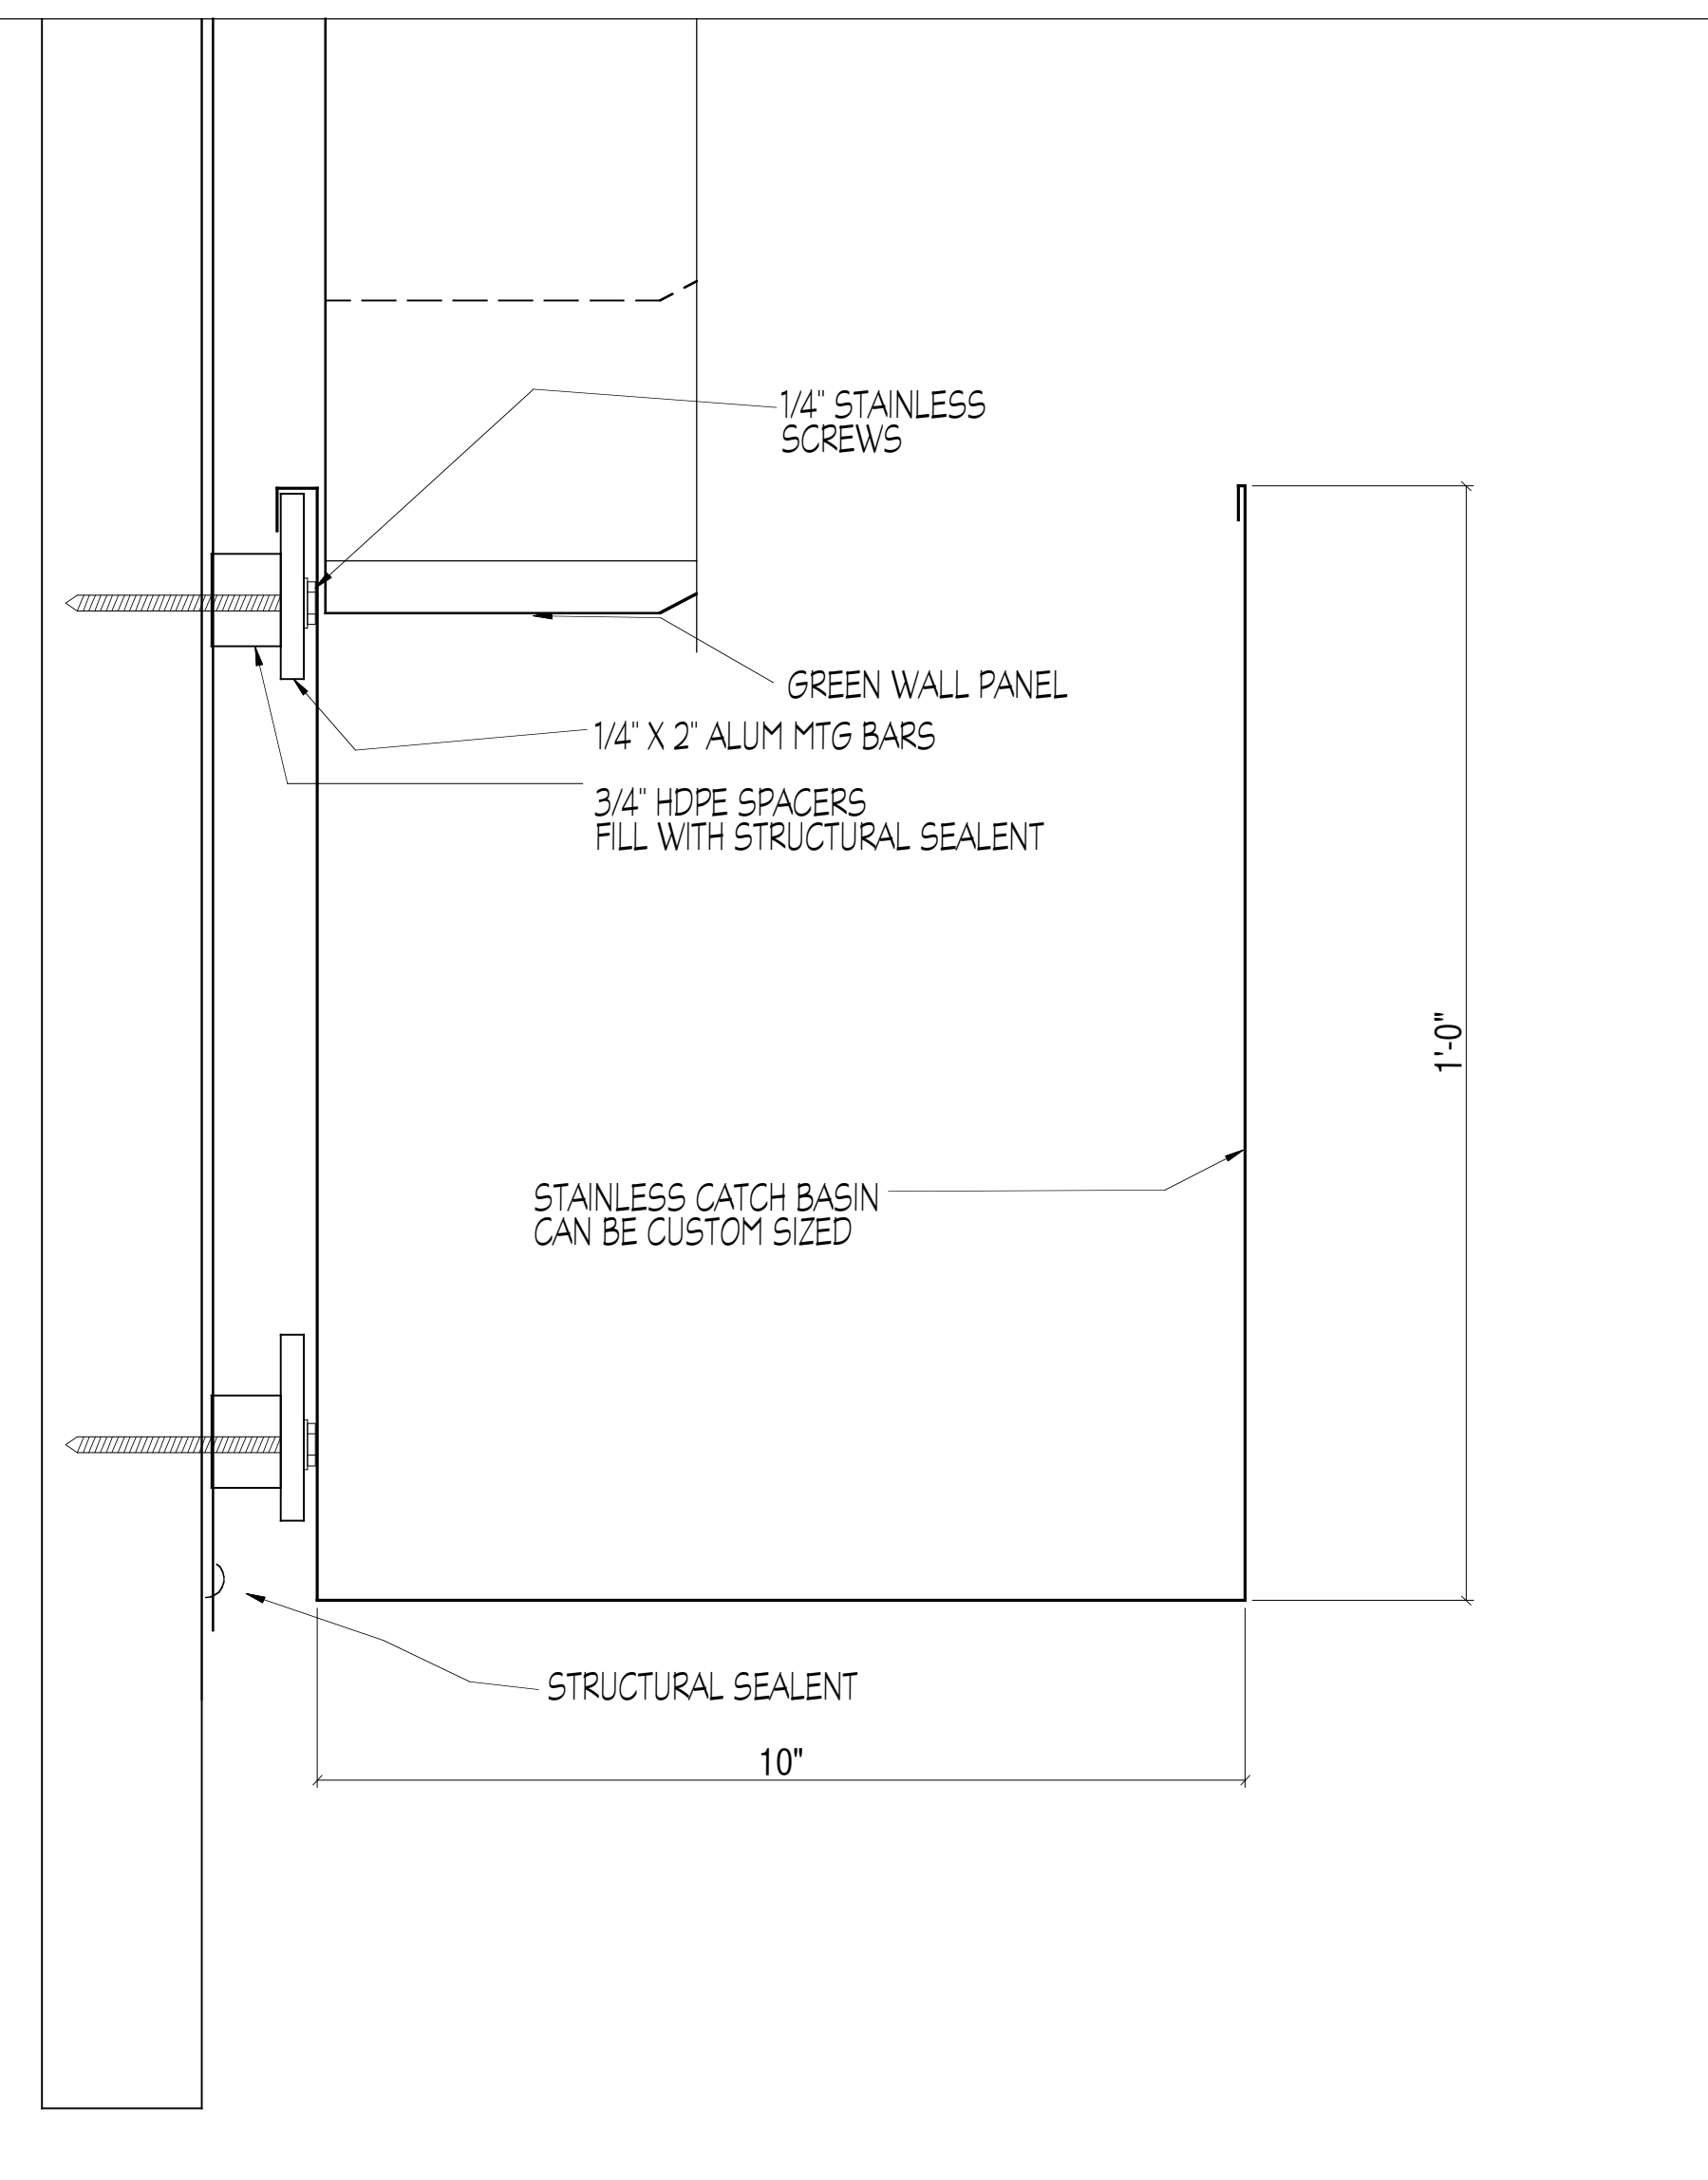 1/4" STAINLESS
SCREWS
GREEN WALL PANEL
1/4" X 2" ALUM MTG BARS
3/4" HDPE SPACERS
FILL WITH STRUCTURAL SEALENT
1'-0"
STAINLESS CATCH BASIN
CAN BE CUSTOM SIZED
STRUCTURAL SEALENT
10"